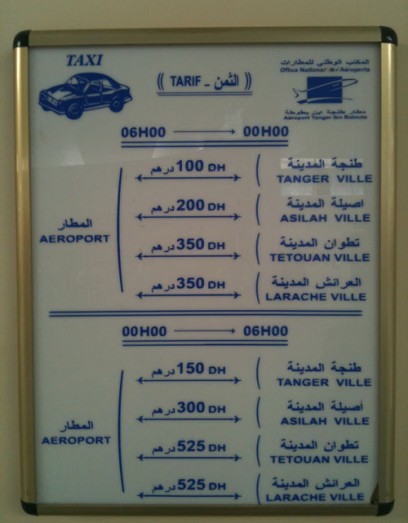 TAXI
الثمن - TARIF
المكتب الوطني للمطارات
Office National des Aéroports
مطار طنجة ابن بطوطة
Aéroport Tanger Ibn Batouta
06H00 → 00H00
درهم 100 DH طنجة المدينة
TANGER VILLE
درهم 200 DH اصيلة المدينة
ASILAH VILLE
المطار
AEROPORT
درهم 350 DH تطوان المدينة
TETOUAN VILLE
درهم 350 DH العرائش المدينة
LARACHE VILLE
00H00 → 06H00
درهم 150 DH طنجة المدينة
TANGER VILLE
درهم 300 DH أصيلة المدينة
ASILAH VILLE
المطار
AEROPORT
درهم 525 DH تطوان المدينة
TETOUAN VILLE
درهم 525 DH العرائش المدينة
LARACHE VILLE